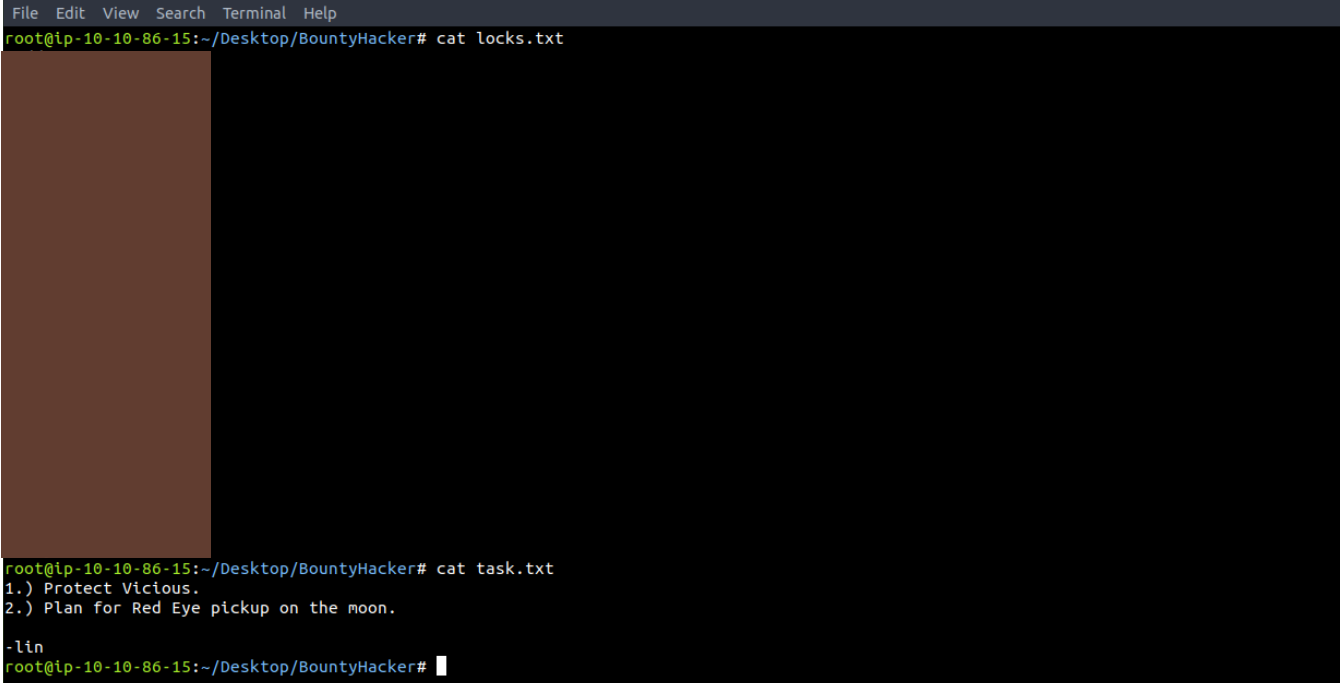 File Edit View Search Terminal Help
root@ip-10-10-86-15:~/Desktop/BountyHacker# cat locks.txt
root@ip-10-10-86-15:~/Desktop/BountyHacker# cat task.txt
1.) Protect Vicious.
2.) Plan for Red Eye pickup on the moon.
-lin
root@ip-10-10-86-15:~/Desktop/BountyHacker#